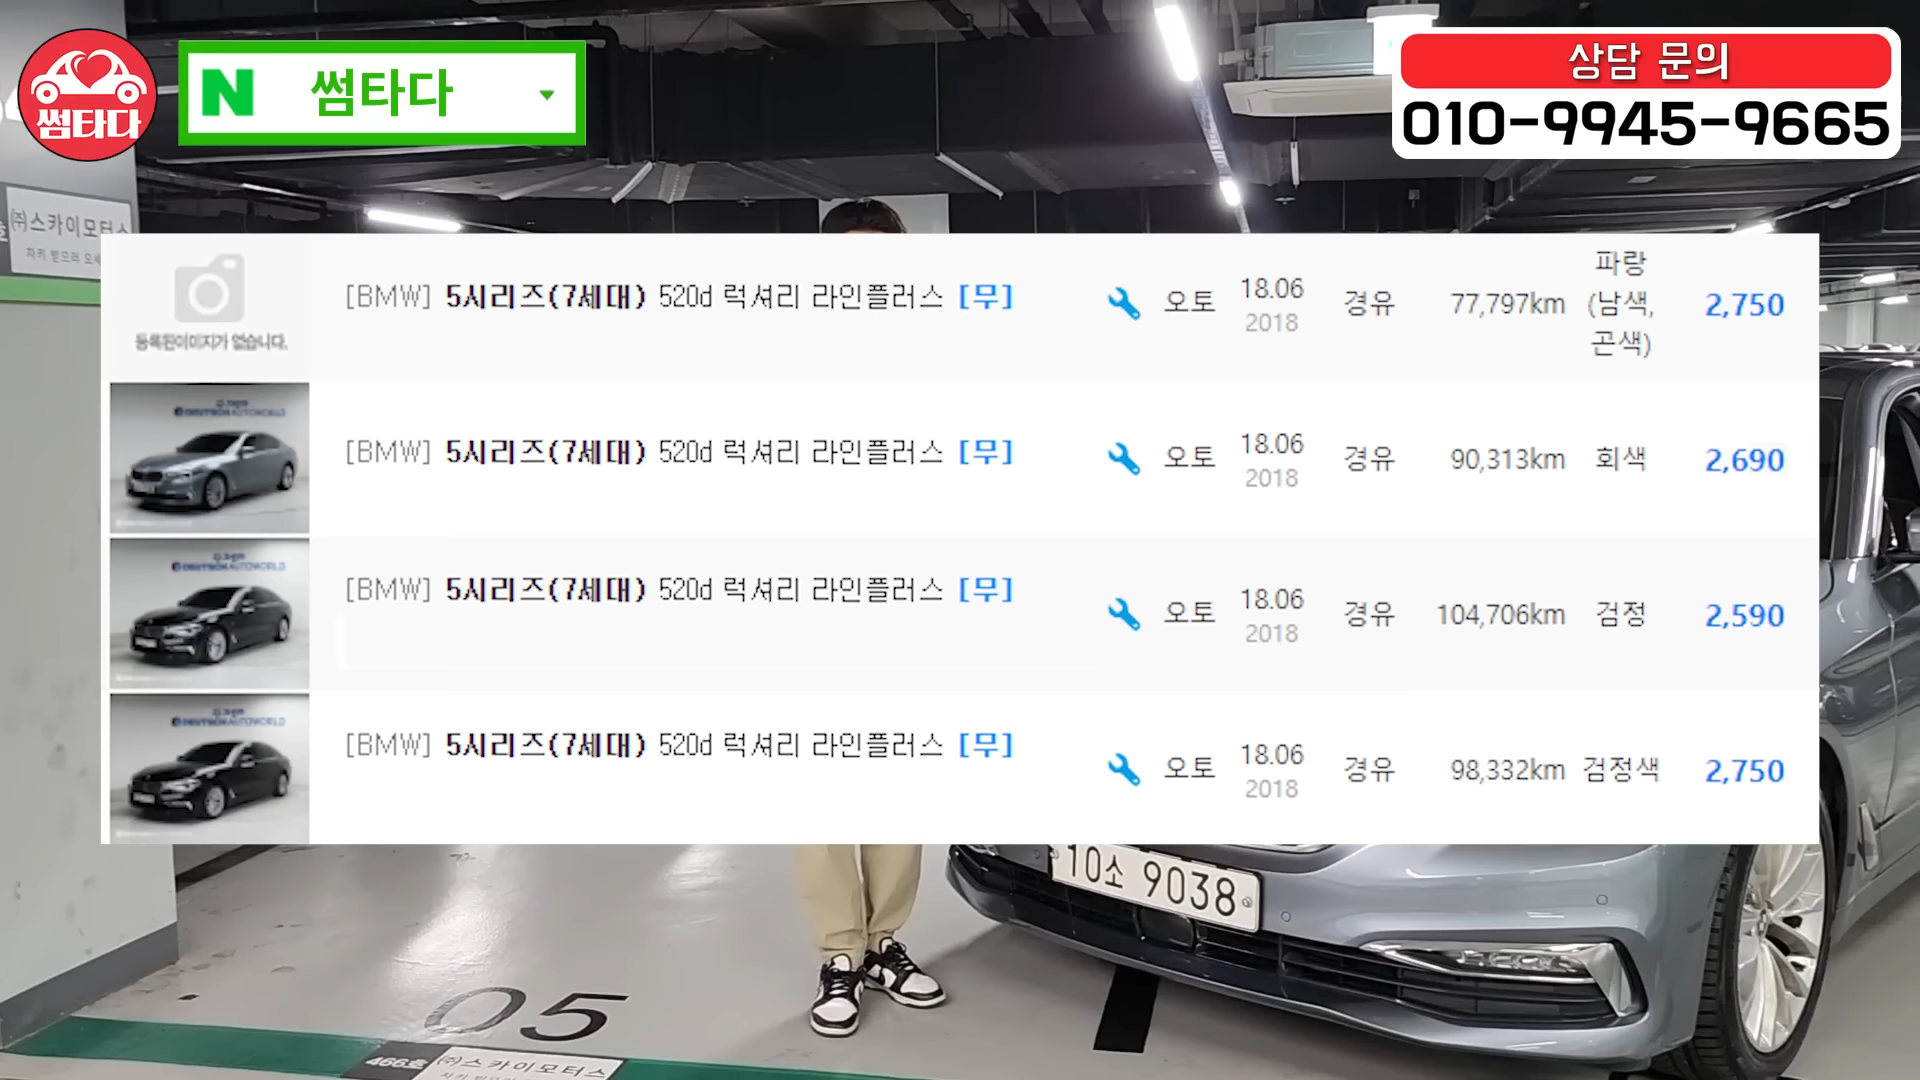 썸타다
N 썸타다
상담 문의
010-9945-9665
㈜스카이모터스
등록된이미지가 없습니다.
[BMW] 5시리즈(7세대) 520d 럭셔리 라인플러스 [무]
오토
18.06
2018
경유
77,797km
파랑
(남색,
곤색)
2,750
[BMW] 5시리즈(7세대) 520d 럭셔리 라인플러스 [무]
오토
18.06
2018
경유
90,313km
회색
2,690
[BMW] 5시리즈(7세대) 520d 럭셔리 라인플러스 [무]
오토
18.06
2018
경유
104,706km
검정
2,590
[BMW] 5시리즈(7세대) 520d 럭셔리 라인플러스 [무]
오토
18.06
2018
경유
98,332km
검정색
2,750
10소 9038
05
466호 ㈜스카이모터스